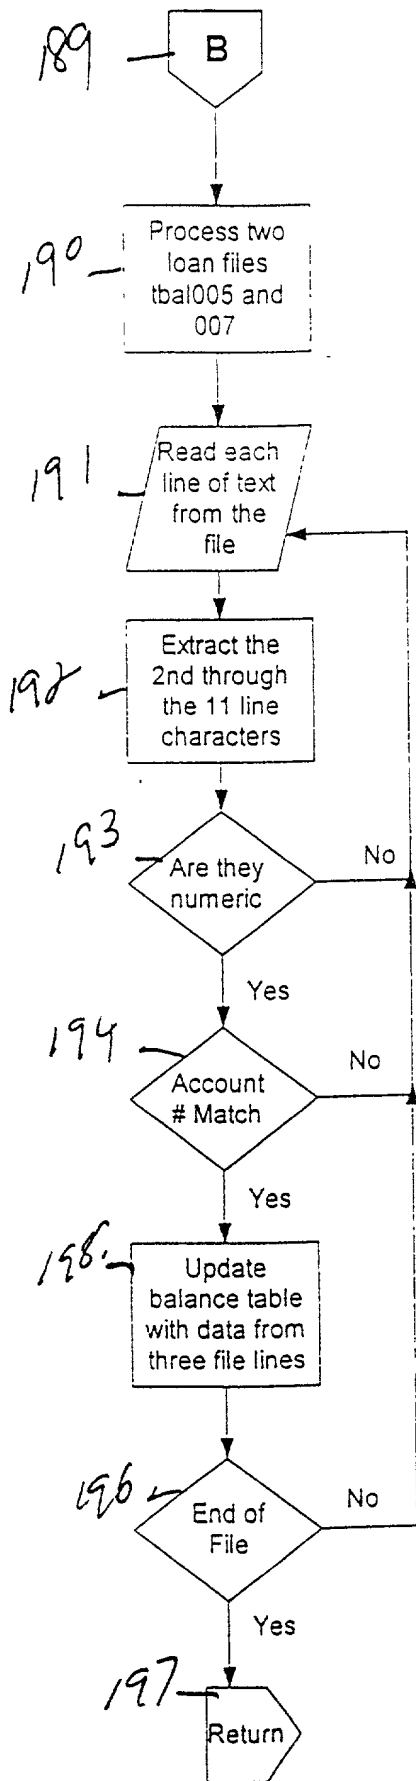 189
B
190
Process two
loan files
tbal005 and
007
191
Read each
line of text
from the
file
192
Extract the
2nd through
the 11 line
characters
193
Are they
numeric
No
Yes
194
Account
# Match
No
Yes
Update
balance table
with data from
three file lines
196
End of
File
No
Yes
197
Return